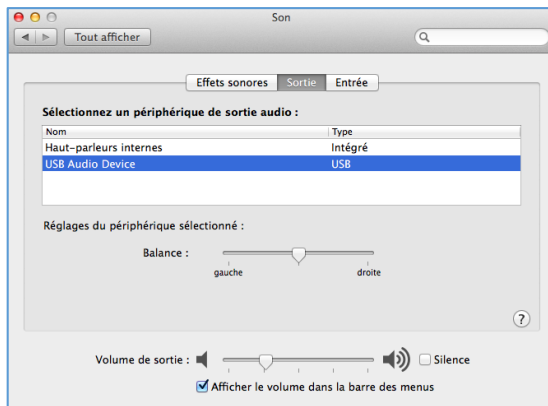 Son
Tout afficher
Effets sonores Sortie Entrée
Sélectionnez un périphérique de sortie audio :
Nom Type
Haut-parleurs internes Intégré
USB Audio Device USB
Réglages du périphérique sélectionné :
Balance :
gauche droite
?
Volume de sortie : Silence
Afficher le volume dans la barre des menus